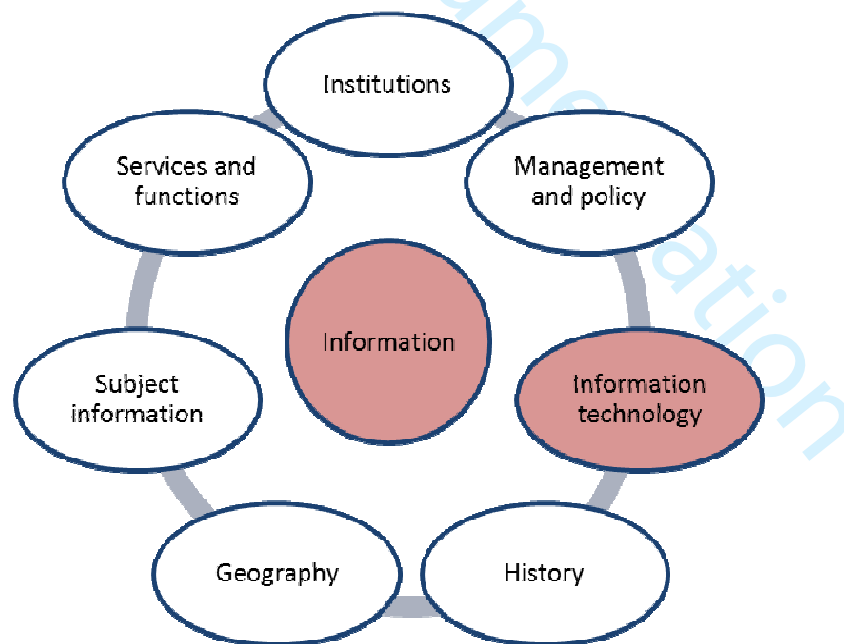 Institutions
Services and
functions
Management
and policy
Information
Subject
information
Information
technology
Geography
History